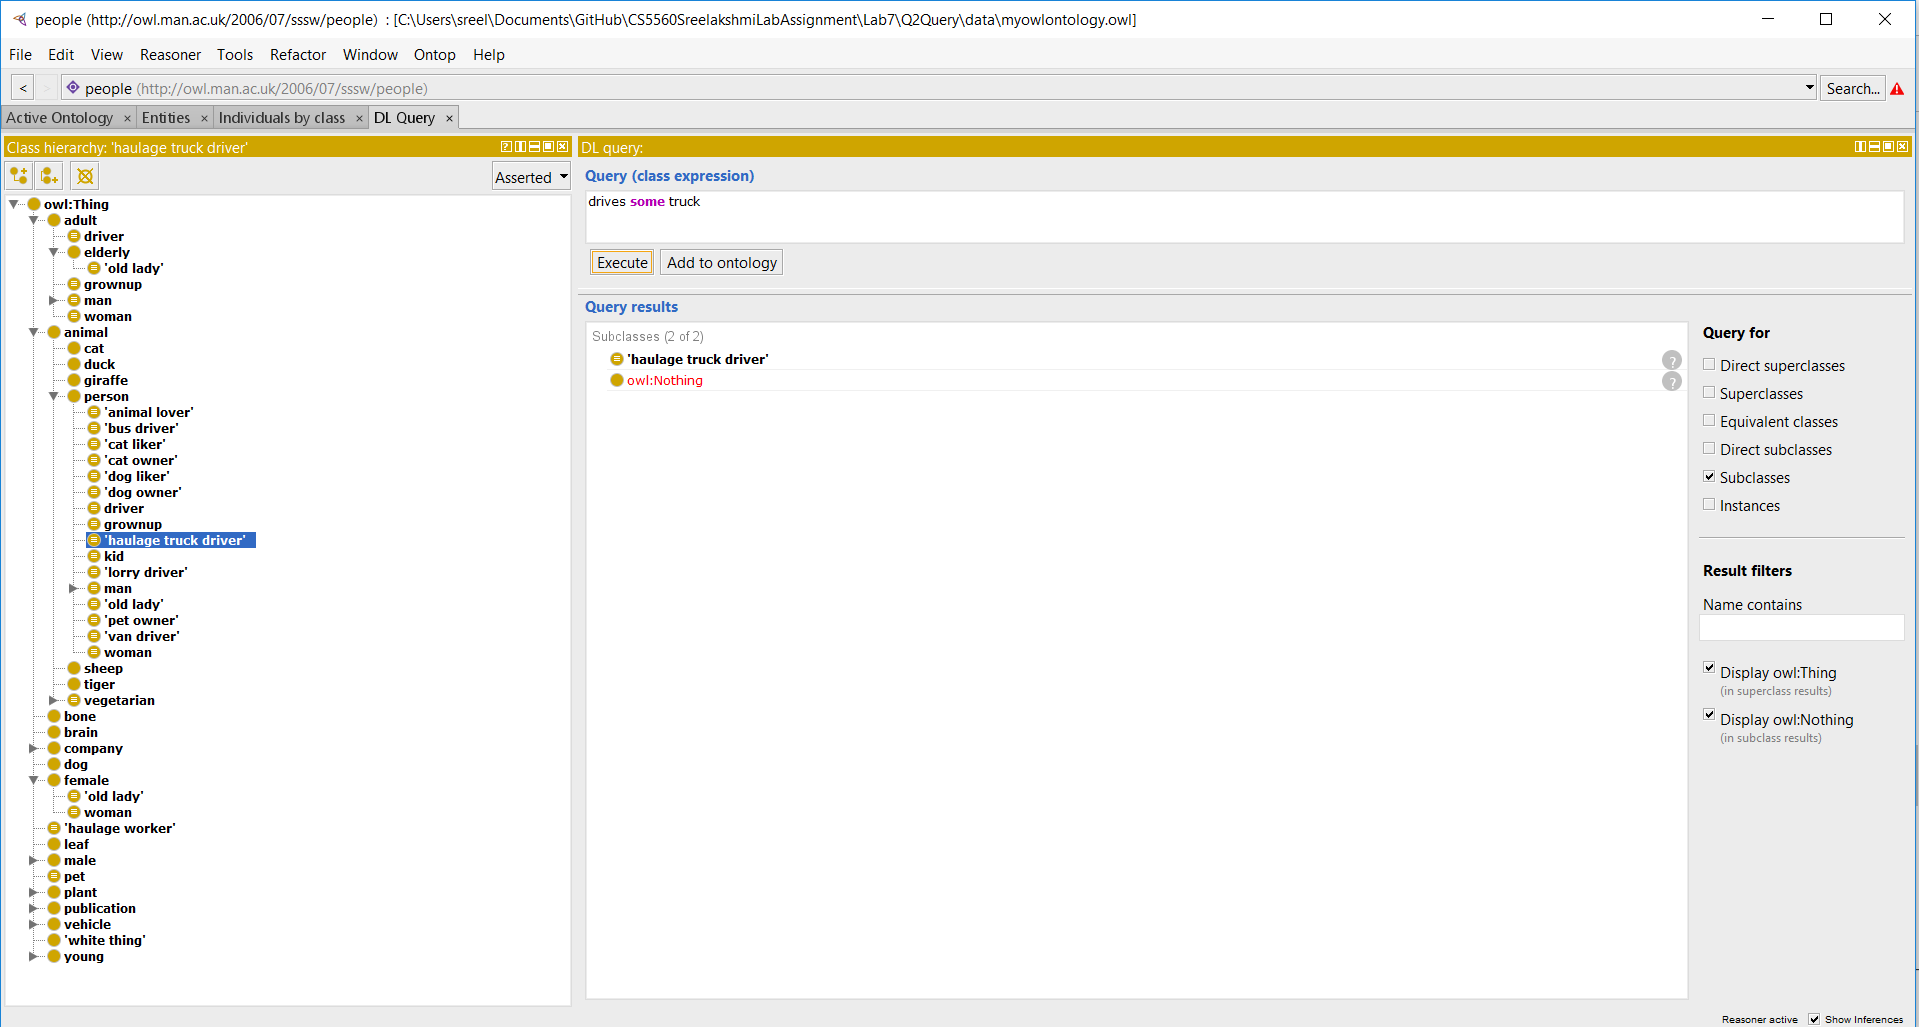 people (http://owl.man.ac.uk/2006/07/sssw/people) : [C:\Users\sreel\Documents\GitHub\CS5560SreelakshmiLabAssignment\Lab7\Q2Query\data\myowlontology.owl]
File Edit View Reasoner Tools Refactor Window Ontop Help
< > people (http://owl.man.ac.uk/2006/07/sssw/people) Search...
Active Ontology × Entities × Individuals by class × DL Query ×
Class hierarchy: 'haulage truck driver'
Asserted
owl:Thing
adult
driver
elderly
'old lady'
grownup
man
woman
animal
cat
duck
giraffe
person
'animal lover'
'bus driver'
'cat liker'
'cat owner'
'dog liker'
'dog owner'
driver
grownup
'haulage truck driver'
kid
'lorry driver'
man
'old lady'
'pet owner'
'van driver'
woman
sheep
tiger
vegetarian
bone
brain
company
dog
female
'old lady'
woman
'haulage worker'
leaf
male
pet
plant
publication
vehicle
'white thing'
young
DL query:
Query (class expression)
drives some truck
Execute Add to ontology
Query results
Subclasses (2 of 2)
'haulage truck driver' ?
owl:Nothing ?
Query for
Direct superclasses
Superclasses
Equivalent classes
Direct subclasses
Subclasses
Instances
Result filters
Name contains
Display owl:Thing
(in superclass results)
Display owl:Nothing
(in subclass results)
Reasoner active Show Inferences